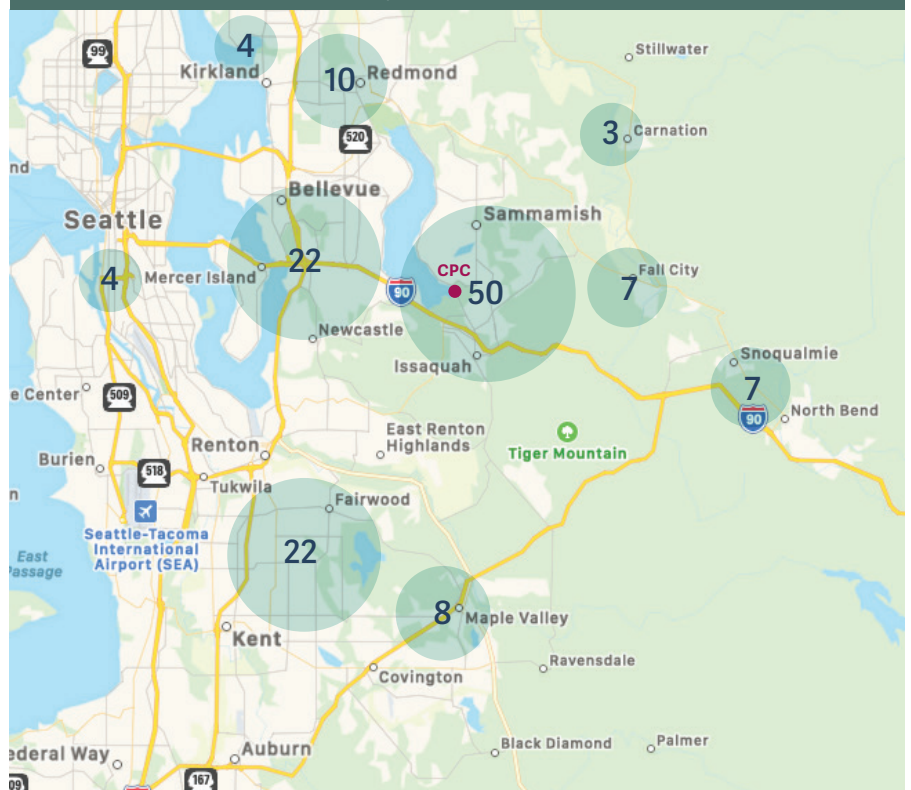 4
99
Stillwater
Kirkland
10
Redmond
520
3
Carnation
nd
Bellevue
Seattle
Sammamish
22
CPC
50
90
Mercer Island
4
7
Fall City
Newcastle
Issaquah
Snoqualmie
7
90
North Bend
e Center
509
East Renton
Highlands
Renton
Tiger Mountain
Burien
518
Tukwila
n
Fairwood
Seattle-Tacoma
International
Airport (SEA)
22
East
Passage
8
Maple Valley
Kent
Covington
Ravensdale
Black Diamond
Palmer
ederal Way
Auburn
167
09